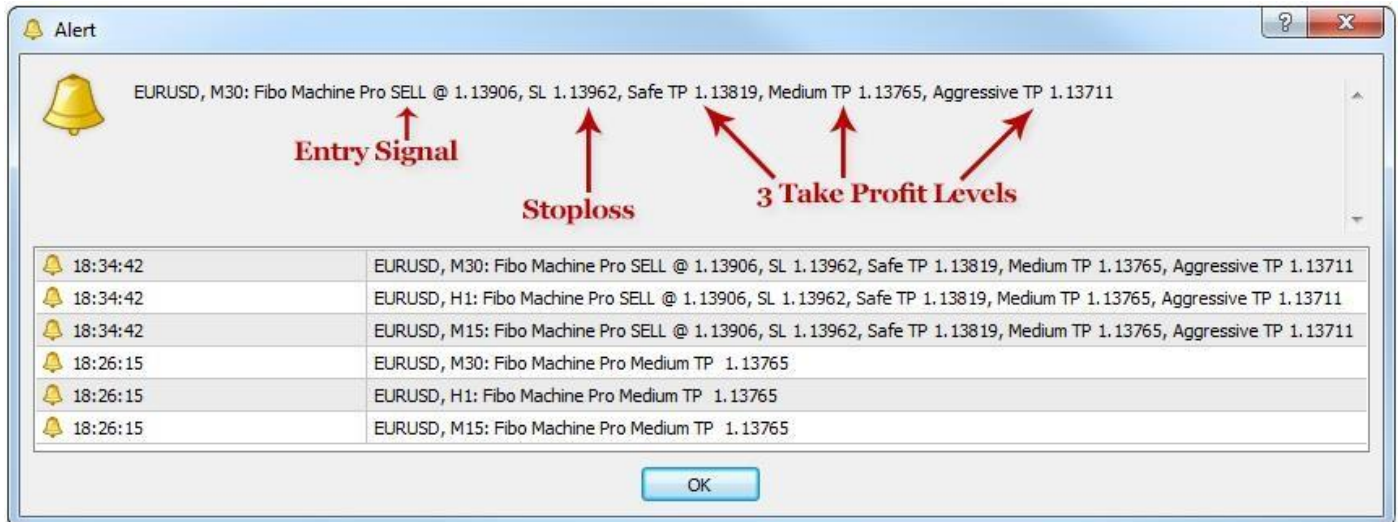 Alert
EURUSD, M30: Fibo Machine Pro SELL @ 1.13906, SL 1.13962, Safe TP 1.13819, Medium TP 1.13765, Aggressive TP 1.13711
Entry Signal
Stoploss
3 Take Profit Levels
18:34:42 EURUSD, M30: Fibo Machine Pro SELL @ 1.13906, SL 1.13962, Safe TP 1.13819, Medium TP 1.13765, Aggressive TP 1.13711
18:34:42 EURUSD, H1: Fibo Machine Pro SELL @ 1.13906, SL 1.13962, Safe TP 1.13819, Medium TP 1.13765, Aggressive TP 1.13711
18:34:42 EURUSD, M15: Fibo Machine Pro SELL @ 1.13906, SL 1.13962, Safe TP 1.13819, Medium TP 1.13765, Aggressive TP 1.13711
18:26:15 EURUSD, M30: Fibo Machine Pro Medium TP 1.13765
18:26:15 EURUSD, H1: Fibo Machine Pro Medium TP 1.13765
18:26:15 EURUSD, M15: Fibo Machine Pro Medium TP 1.13765
OK